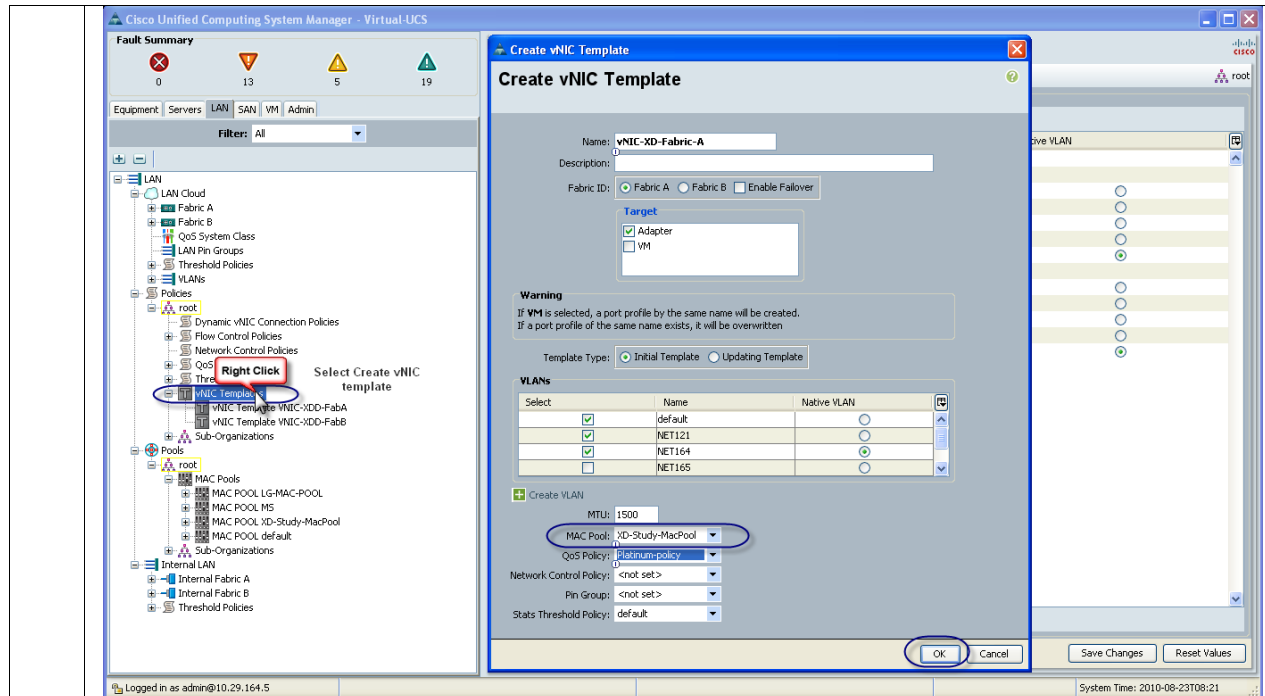 Cisco Unified Computing System Manager - Virtual-UCS
Fault Summary
0 13 5 19
Equipment Servers LAN SAN VM Admin
Filter: All
LAN
LAN Cloud
Fabric A
Fabric B
QoS System Class
LAN Pin Groups
Threshold Policies
VLANs
Policies
root
Dynamic vNIC Connection Policies
Flow Control Policies
Network Control Policies
QoS
Thre
Right Click
Select Create vNIC
template
vNIC Templates
vNIC Template VNIC-XDD-FabA
vNIC Template VNIC-XDD-FabB
Sub-Organizations
Pools
root
MAC Pools
MAC POOL LG-MAC-POOL
MAC POOL MS
MAC POOL XD-Study-MacPool
MAC POOL default
Sub-Organizations
Internal LAN
Internal Fabric A
Internal Fabric B
Threshold Policies
Create vNIC Template
Create vNIC Template
Name: vNIC-XD-Fabric-A
Description:
Fabric ID: Fabric A Fabric B Enable Failover
Target
Adapter
VM
Warning
If VM is selected, a port profile by the same name will be created.
If a port profile of the same name exists, it will be overwritten
Template Type: Initial Template Updating Template
VLANs
Select Name Native VLAN
default
NET121
NET164
NET165
Create VLAN
MTU: 1500
MAC Pool: XD-Study-MacPool
QoS Policy: Platinum-policy
Network Control Policy: <not set>
Pin Group: <not set>
Stats Threshold Policy: default
OK Cancel
cisco
root
tive VLAN
Save Changes Reset Values
Logged in as admin@10.29.164.5
System Time: 2010-08-23T08:21